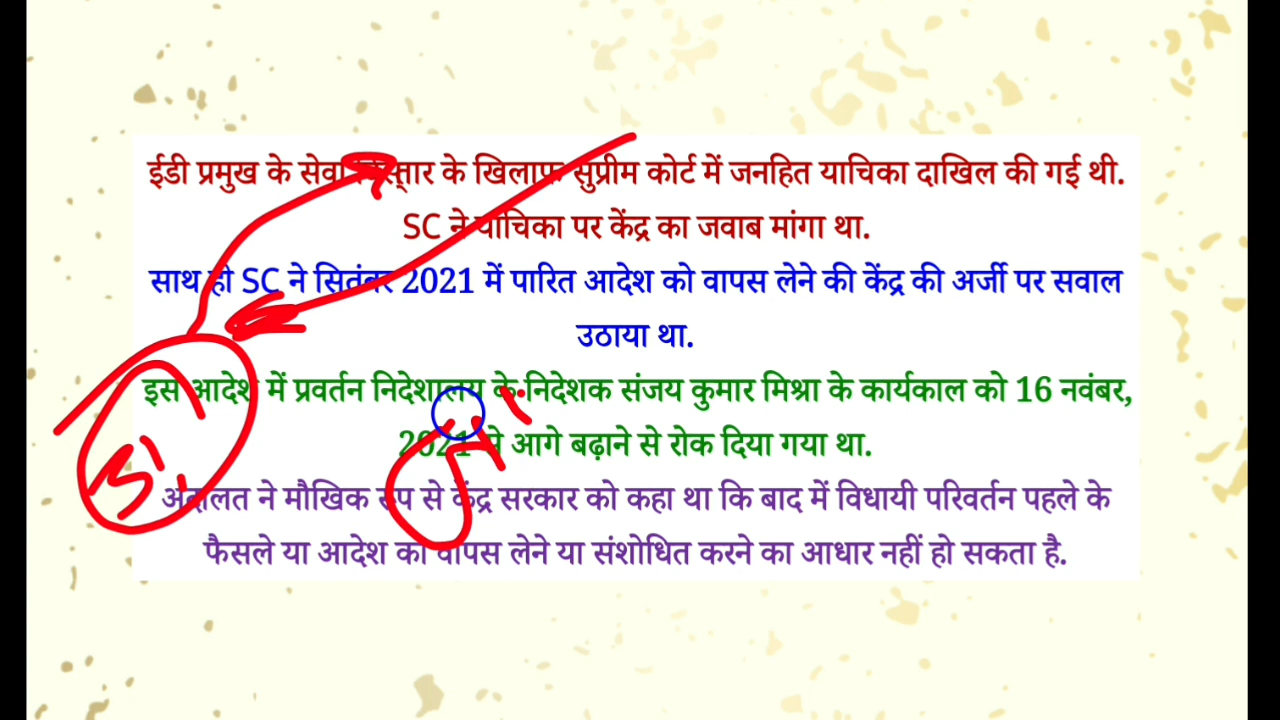 ईडी प्रमुख के सेवा विस्तार के खिलाफ सुप्रीम कोर्ट में जनहित याचिका दाखिल की गई थी.
SC ने याचिका पर केंद्र का जवाब मांगा था.
साथ ही SC ने सितंबर 2021 में पारित आदेश को वापस लेने की केंद्र की अर्जी पर सवाल
उठाया था.
इस आदेश में प्रवर्तन निदेशालय के निदेशक संजय कुमार मिश्रा के कार्यकाल को 16 नवंबर,
2021 से आगे बढ़ाने से रोक दिया गया था.
अदालत ने मौखिक रूप से केंद्र सरकार को कहा था कि बाद में विधायी परिवर्तन पहले के
फैसले या आदेश को वापस लेने या संशोधित करने का आधार नहीं हो सकता है.